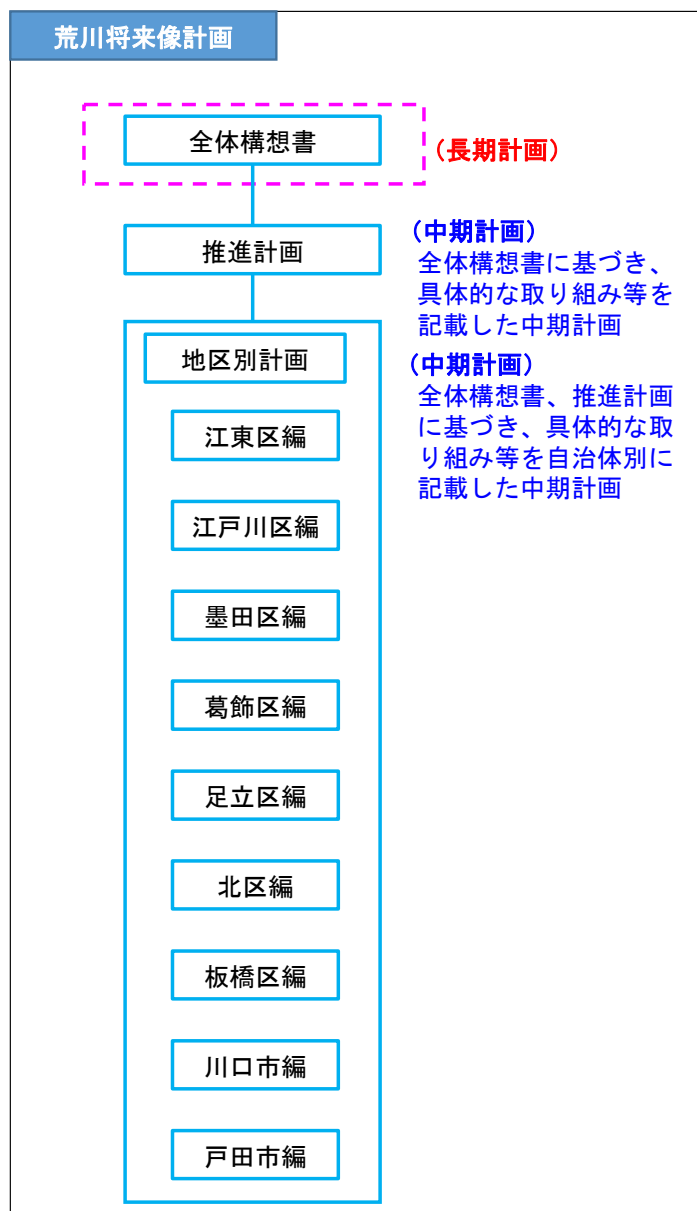 荒川将来像計画
全体構想書
（長期計画）
推進計画
（中期計画）
全体構想書に基づき、
具体的な取り組み等を
記載した中期計画
地区別計画
（中期計画）
全体構想書、推進計画
に基づき、具体的な取
り組み等を自治体別に
記載した中期計画
江東区編
江戸川区編
墨田区編
葛飾区編
足立区編
北区編
板橋区編
川口市編
戸田市編